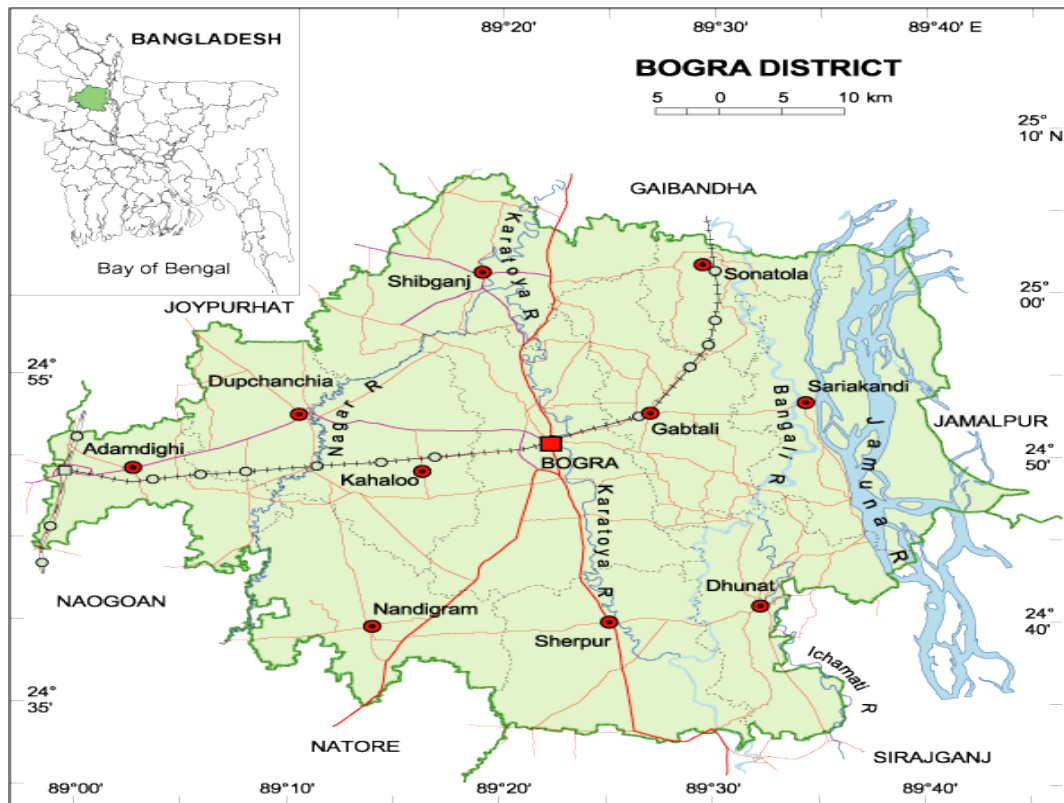 89° 20'
89° 30'
89° 40' E
BANGLADESH
Bay of Bengal
BOGRA DISTRICT
5 0 5 10 km
25°
10' N
GAIBANDHA
Karatoya R
Shibganj
Sonatola
25°
00'
JOYPURHAT
24°
55'
Dupchanchia
Nagar R
Bangali R
Sariakandi
Gabtali
Jamuna R
JAMALPUR
Adamdighi
24°
50'
Kahaloo
BOGRA
Karatoya R
Dhunat
NAOGOAN
Nandigram
Sherpur
24°
40'
Ichamati R
24°
35'
NATORE
SIRAJGANJ
89° 00'
89° 10'
89° 20'
89° 30'
89° 40'